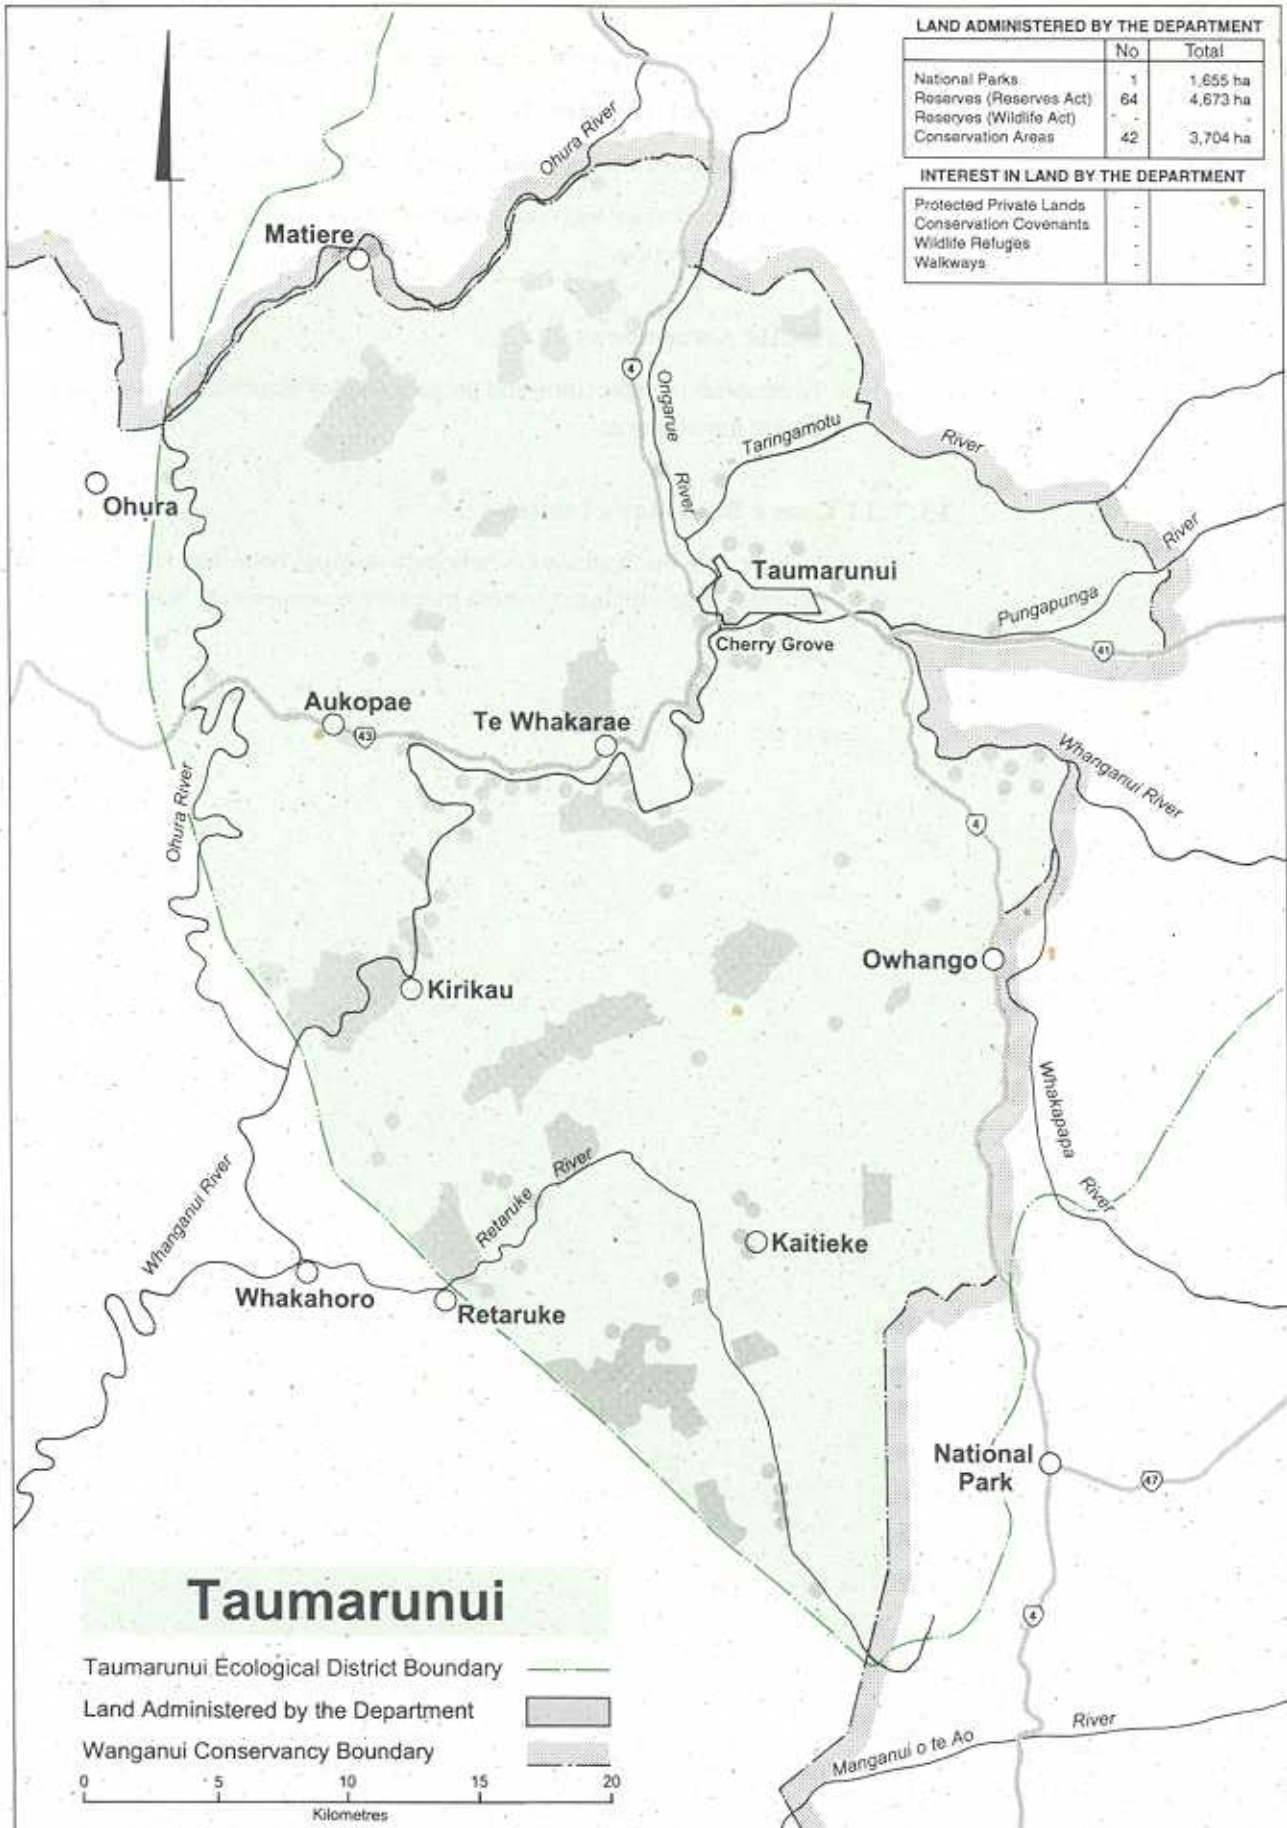 LAND ADMINISTERED BY THE DEPARTMENT
No Total
National Parks 1 1,655 ha
Reserves (Reserves Act) 64 4,673 ha
Reserves (Wildlife Act) - -
Conservation Areas 42 3,704 ha
INTEREST IN LAND BY THE DEPARTMENT
Protected Private Lands - -
Conservation Covenants - -
Wildlife Refuges - -
Walkways - -
Ohura River
Matiere
4
Ongarue
River
Taringamotu
River
Ohura
River
Taumarunui
Pungapunga
Cherry Grove
41
Aukopae
43
Te Whakarae
Whanganui River
Ohura River
4
Owhango
Kirikau
Whakapapa
River
Whanganui River
Retaruke
River
Kaitieke
Whakahoro
Retaruke
National
Park
47
4
Taumarunui
Taumarunui Ecological District Boundary
Land Administered by the Department
Wanganui Conservancy Boundary
0 5 10 15 20
Kilometres
Manganui o te Ao
River